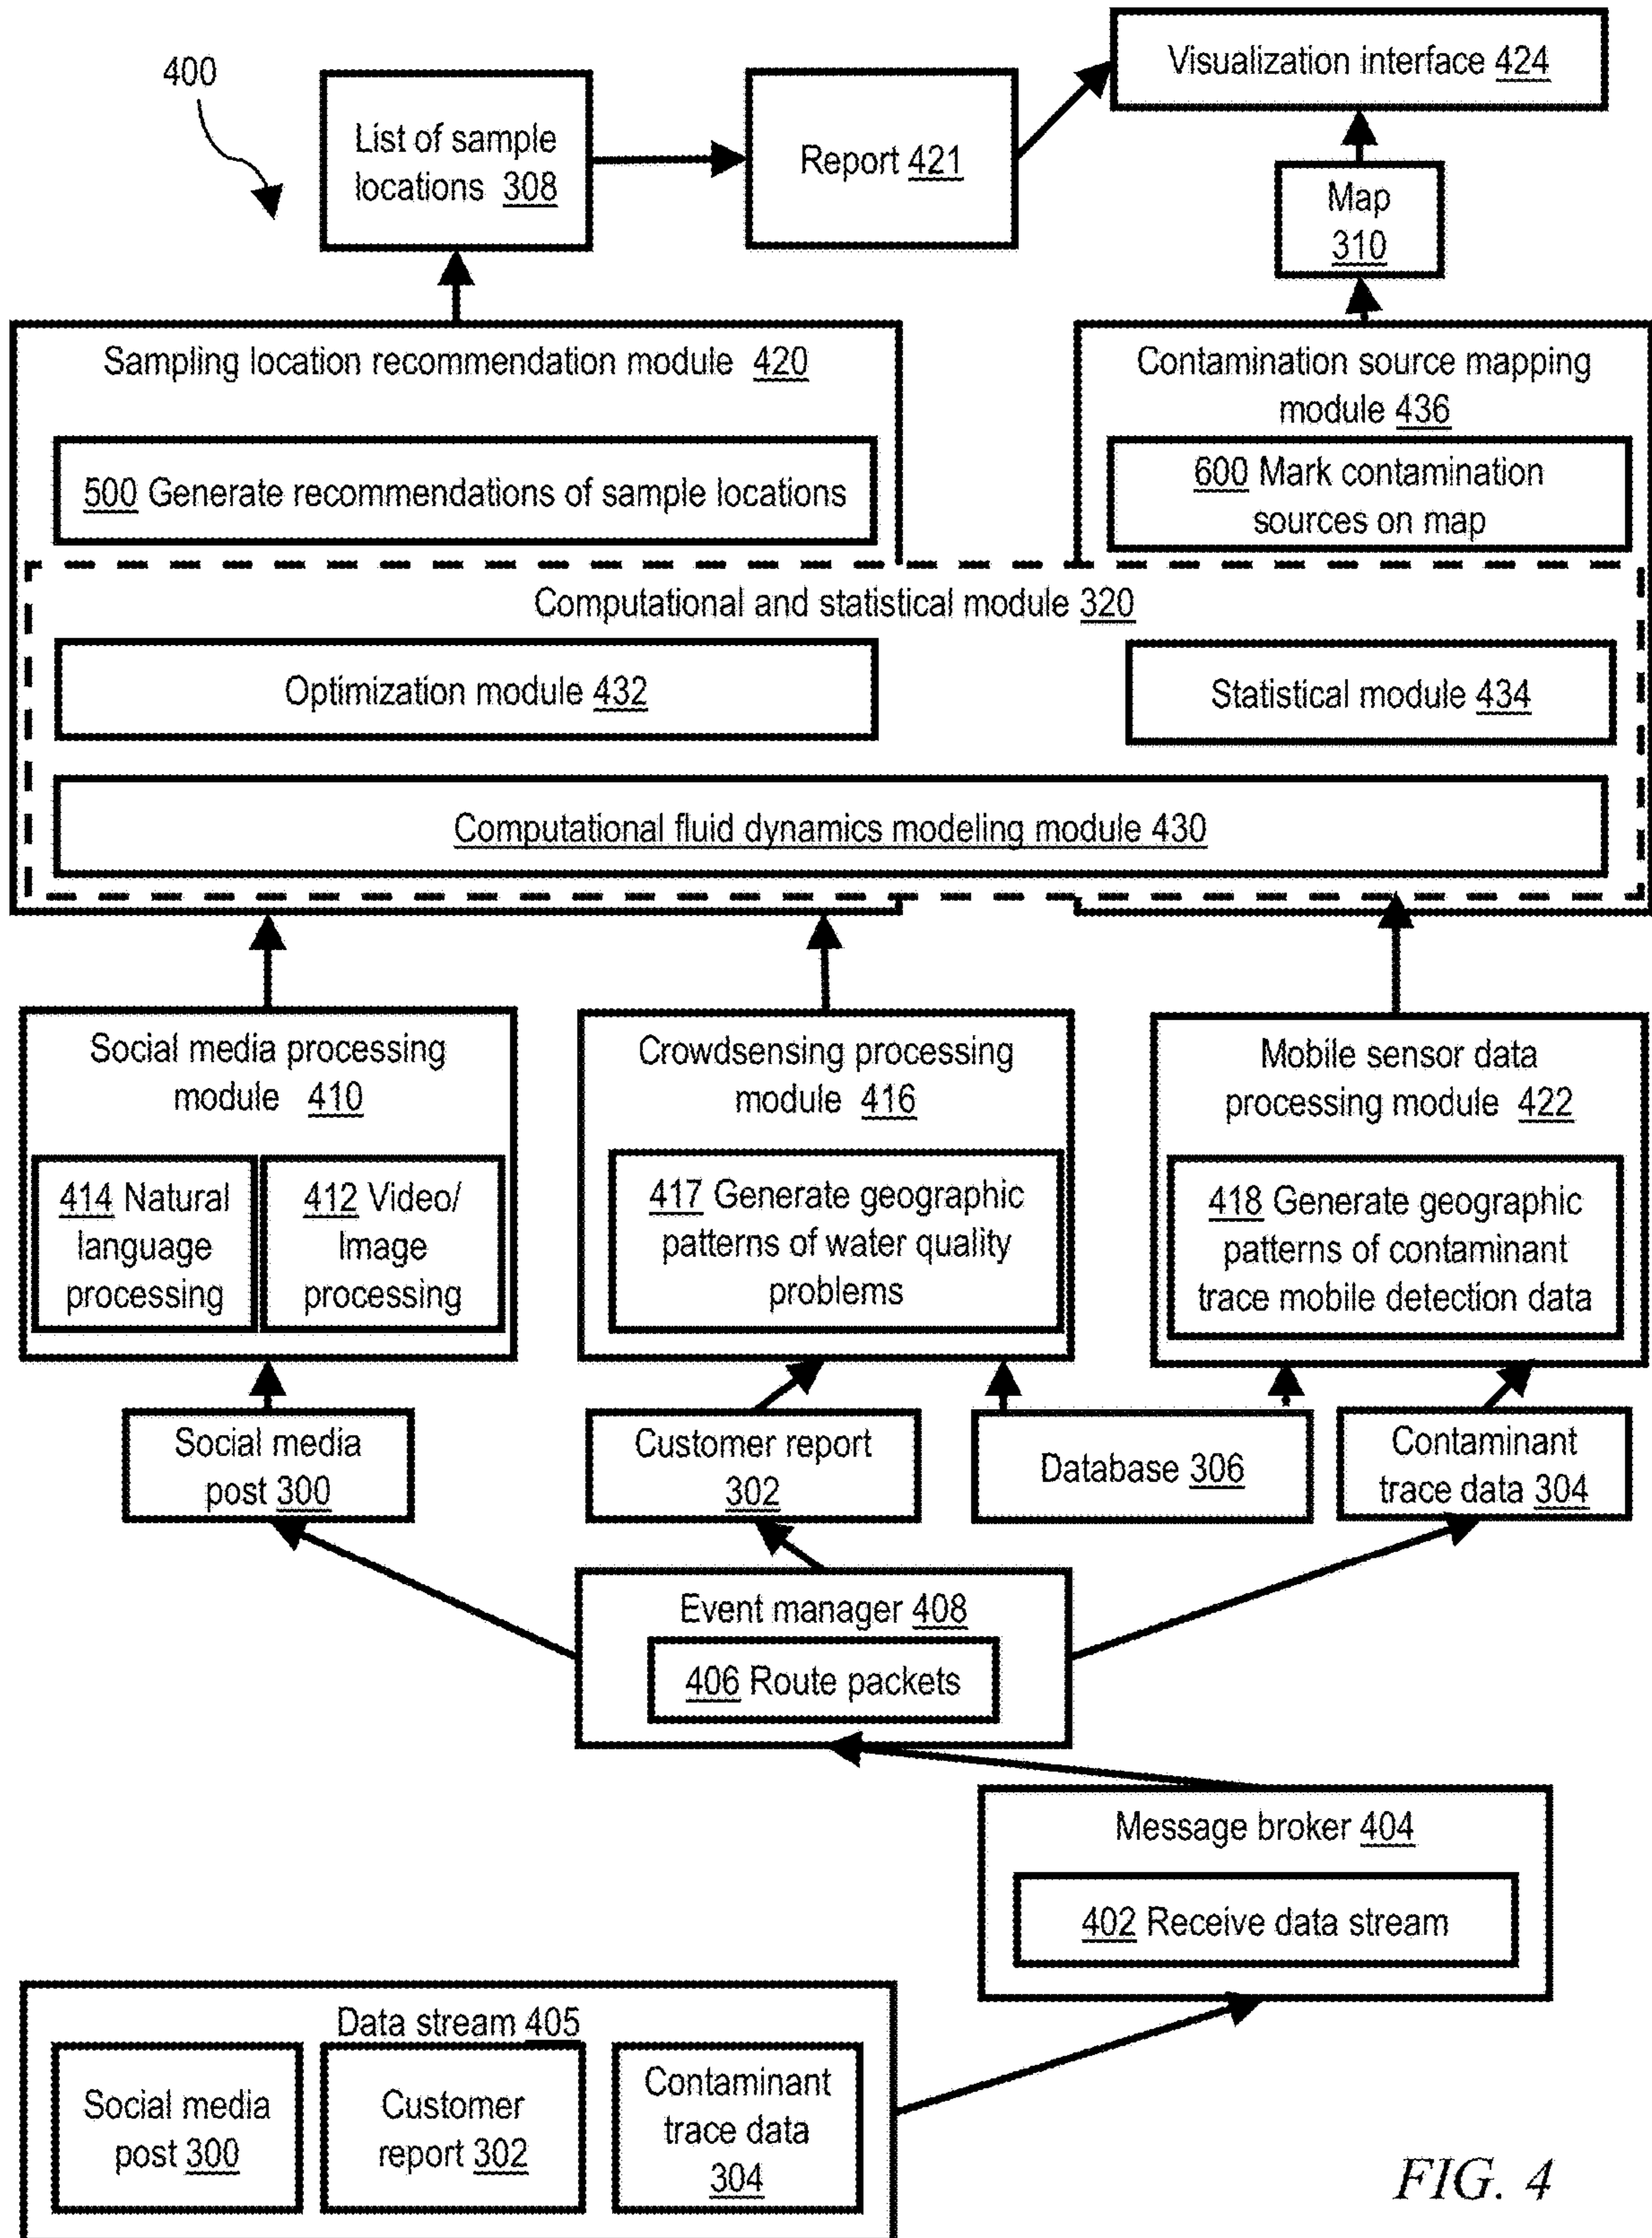 400
List of sample
locations 308
Report 421
Visualization interface 424
Map
310
Sampling location recommendation module 420
500 Generate recommendations of sample locations
Contamination source mapping
module 436
600 Mark contamination
sources on map
Computational and statistical module 320
Optimization module 432
Statistical module 434
Computational fluid dynamics modeling module 430
Social media processing
module 410
414 Natural
language
processing
412 Video/
Image
processing
Crowdsensing processing
module 416
417 Generate geographic
patterns of water quality
problems
Mobile sensor data
processing module 422
418 Generate geographic
patterns of contaminant
trace mobile detection data
Social media
post 300
Customer report
302
Database 306
Contaminant
trace data 304
Event manager 408
406 Route packets
Message broker 404
402 Receive data stream
Data stream 405
Social media
post 300
Customer
report 302
Contaminant
trace data
304
FIG. 4